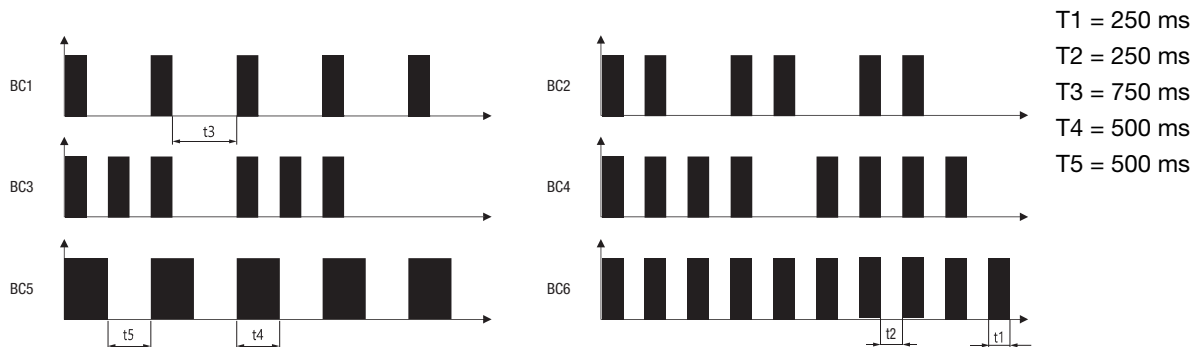 T1 = 250 ms
T2 = 250 ms
T3 = 750 ms
T4 = 500 ms
T5 = 500 ms
BC1
t3
BC2
BC3
BC4
BC5
t5
t4
BC6
t2
t1